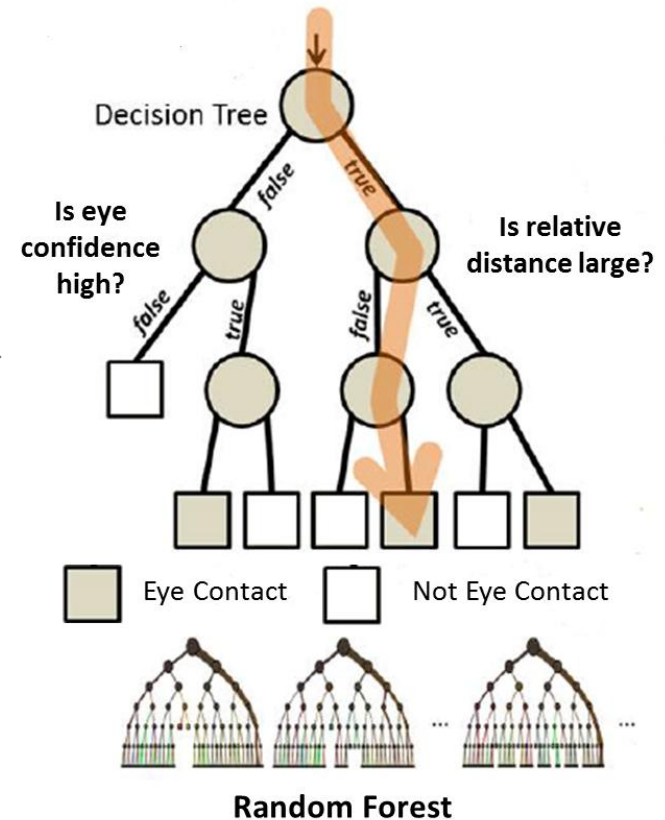 Decision Tree
false
true
Is eye
confidence
high?
Is relative
distance large?
false
true
false
true
Eye Contact
Not Eye Contact
...
...
Random Forest